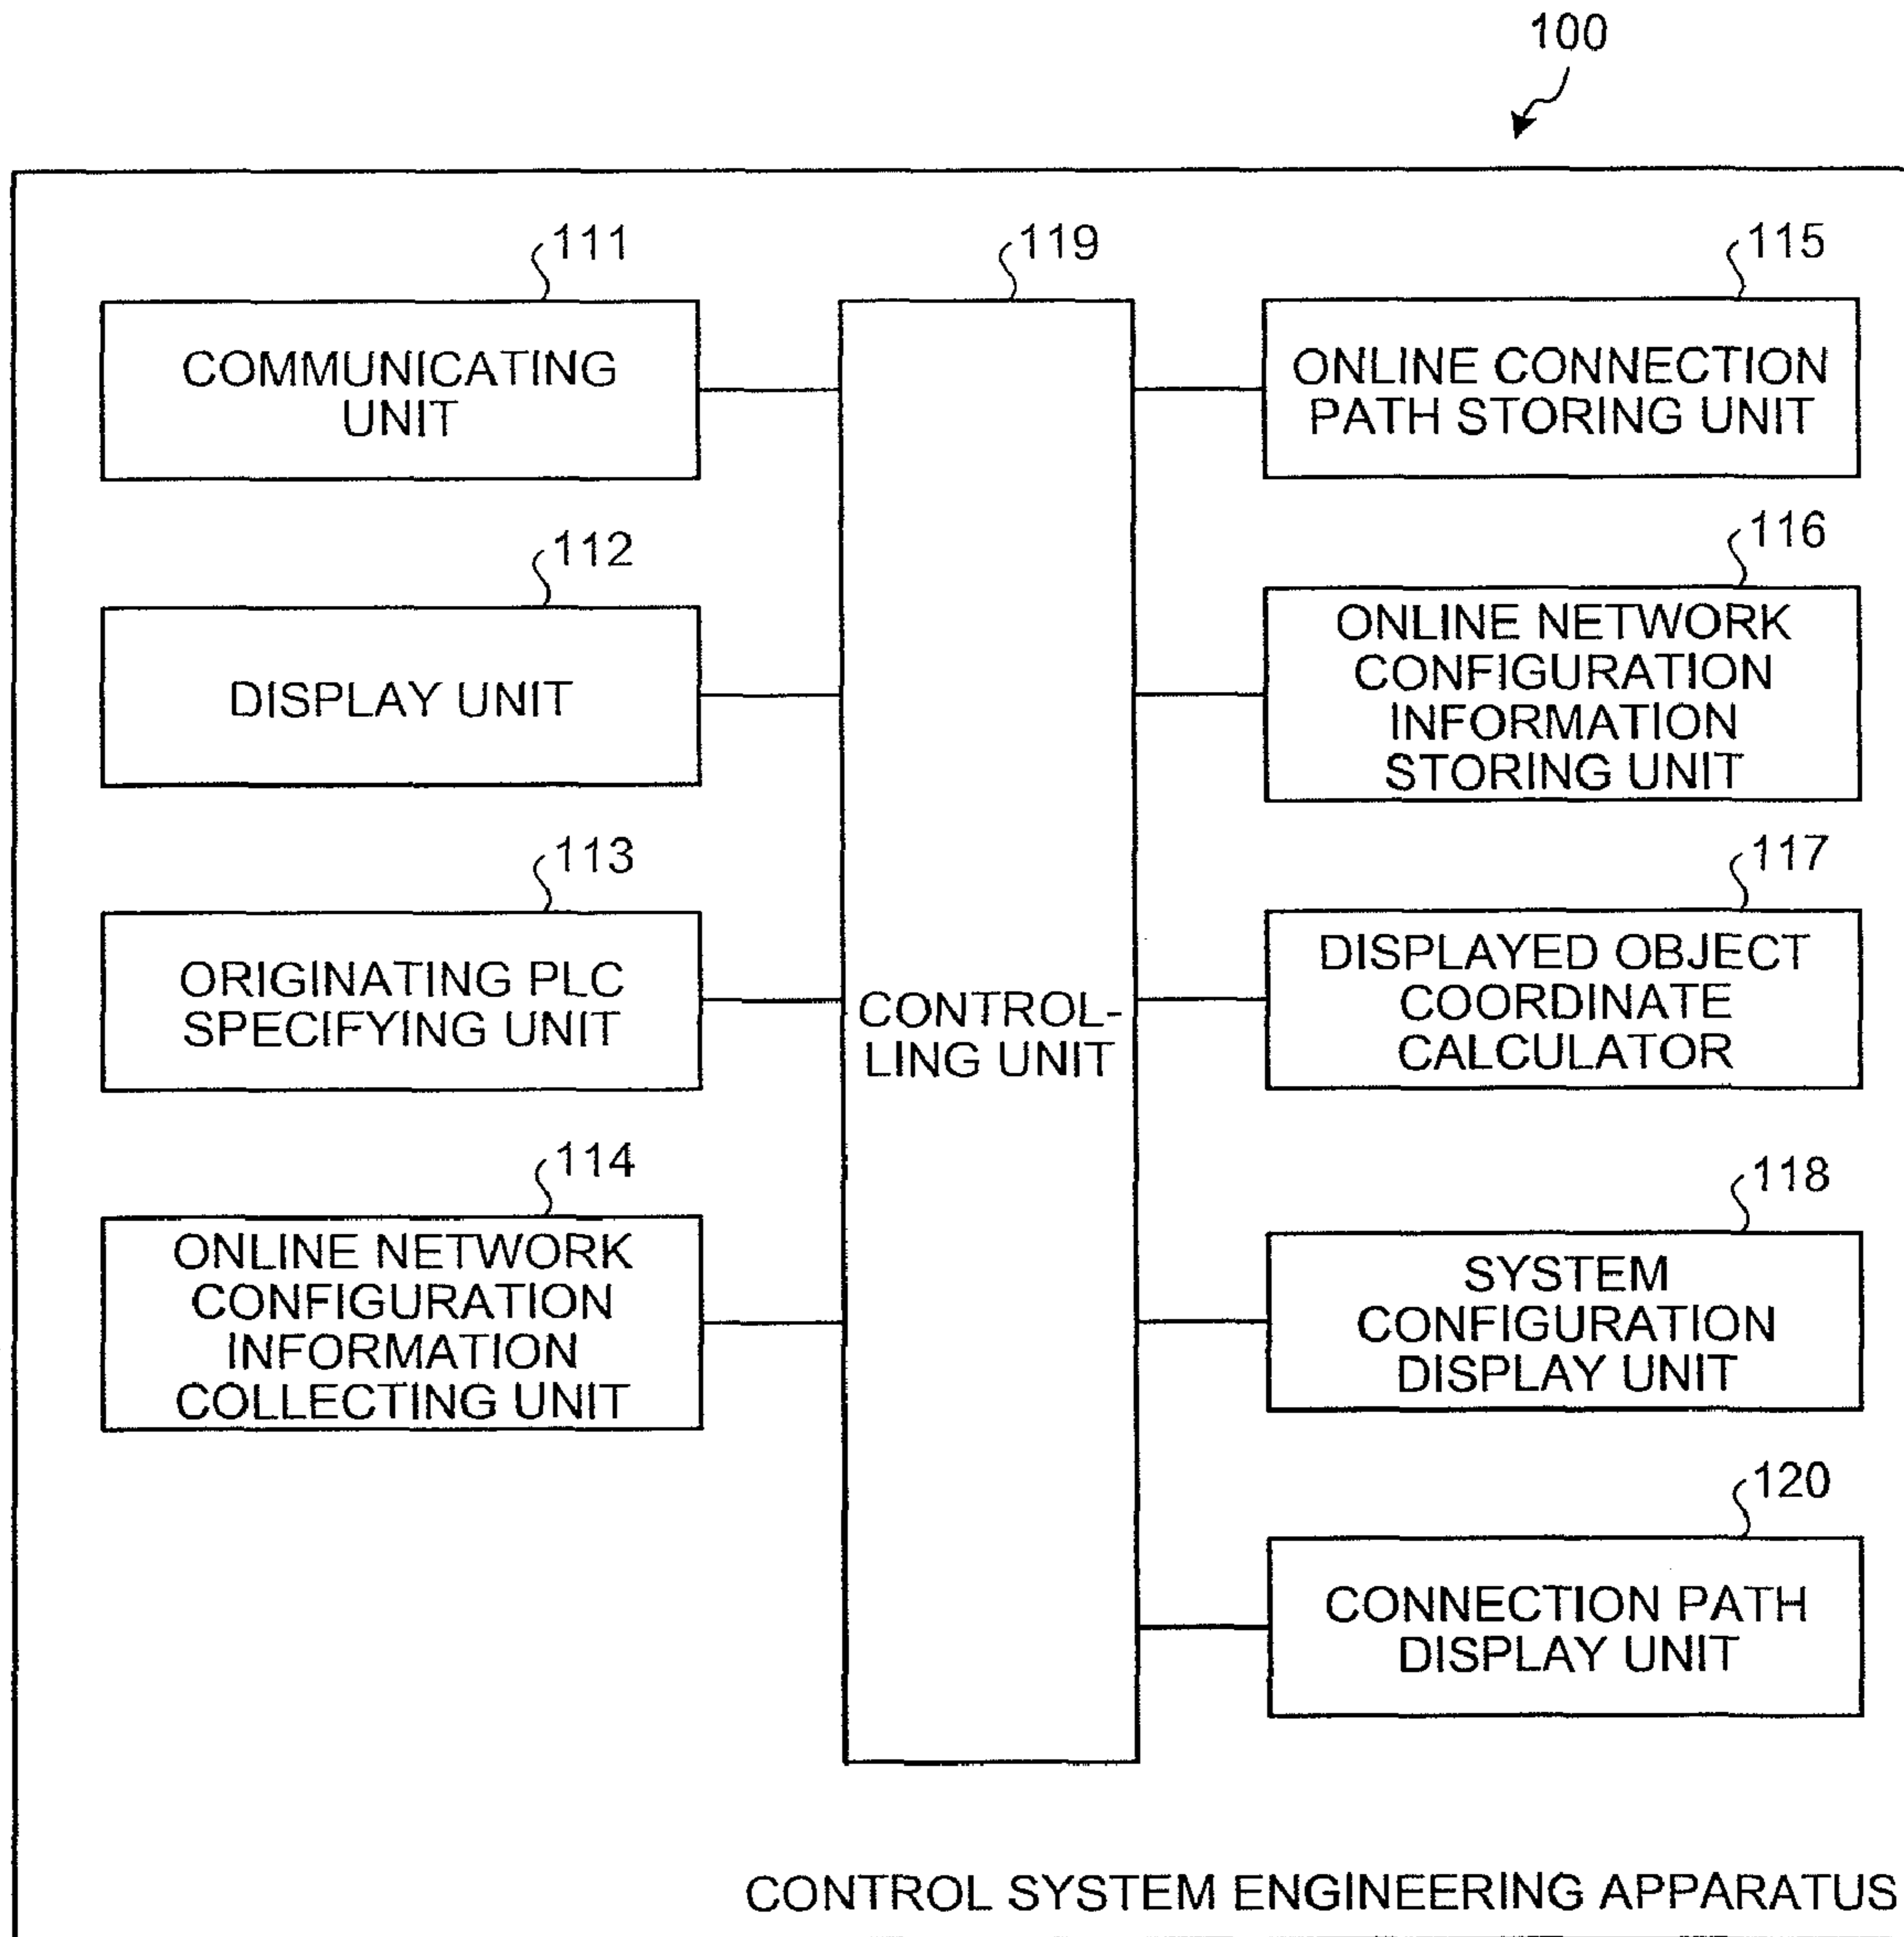 100
111
COMMUNICATING
UNIT
112
DISPLAY UNIT
113
ORIGINATING PLC
SPECIFYING UNIT
114
ONLINE NETWORK
CONFIGURATION
INFORMATION
COLLECTING UNIT
119
CONTROL-
LING UNIT
115
ONLINE CONNECTION
PATH STORING UNIT
116
ONLINE NETWORK
CONFIGURATION
INFORMATION
STORING UNIT
117
DISPLAYED OBJECT
COORDINATE
CALCULATOR
118
SYSTEM
CONFIGURATION
DISPLAY UNIT
120
CONNECTION PATH
DISPLAY UNIT
CONTROL SYSTEM ENGINEERING APPARATUS